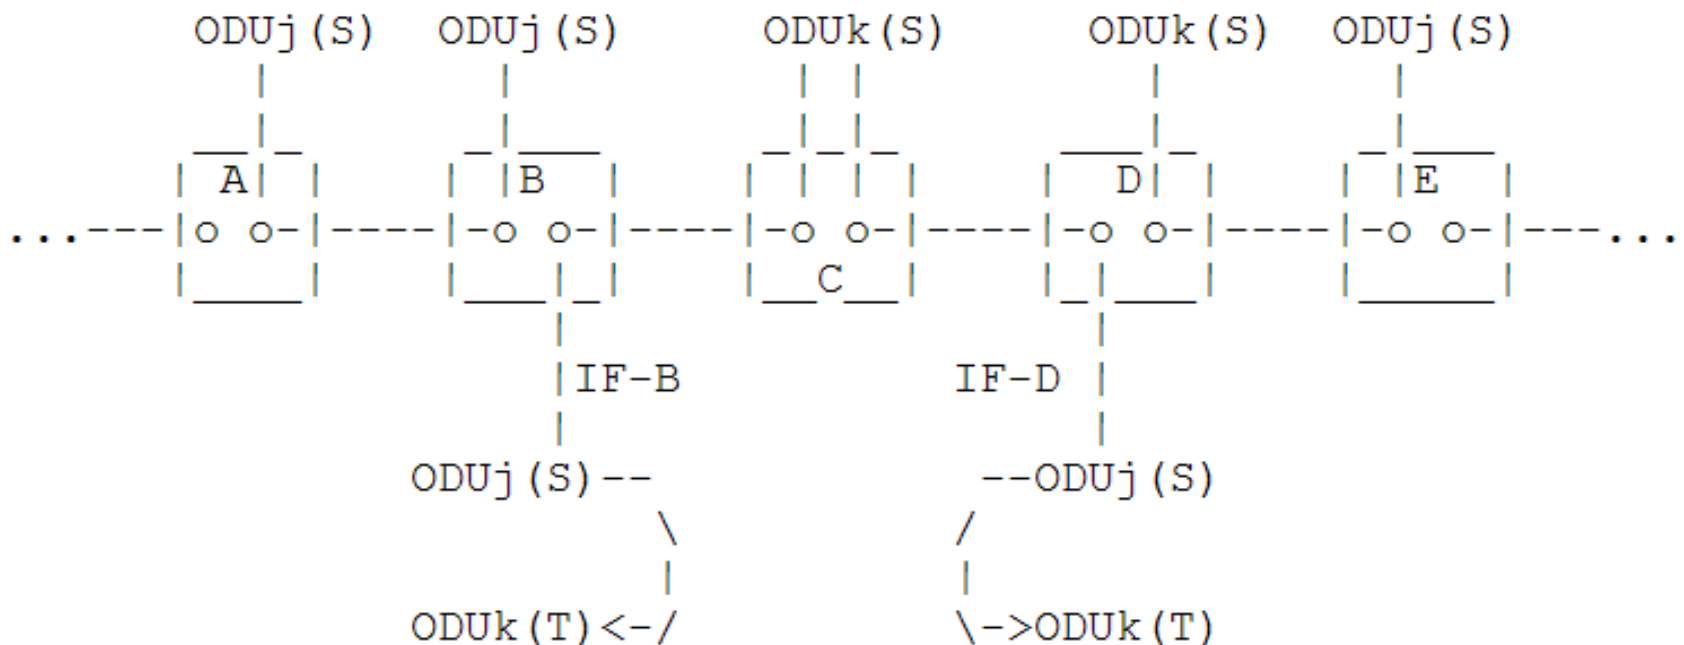 ODUj(S) ODUj(S) ODUk(S) ODUk(S) ODUj(S)
A B D E
...---|o o-|----|-o o-|----|-o o-|----|-o o-|----|-o o-|---...
C
IF-B IF-D
ODUj(S)-- --ODUj(S)
ODUk(T)<-/ \->ODUk(T)